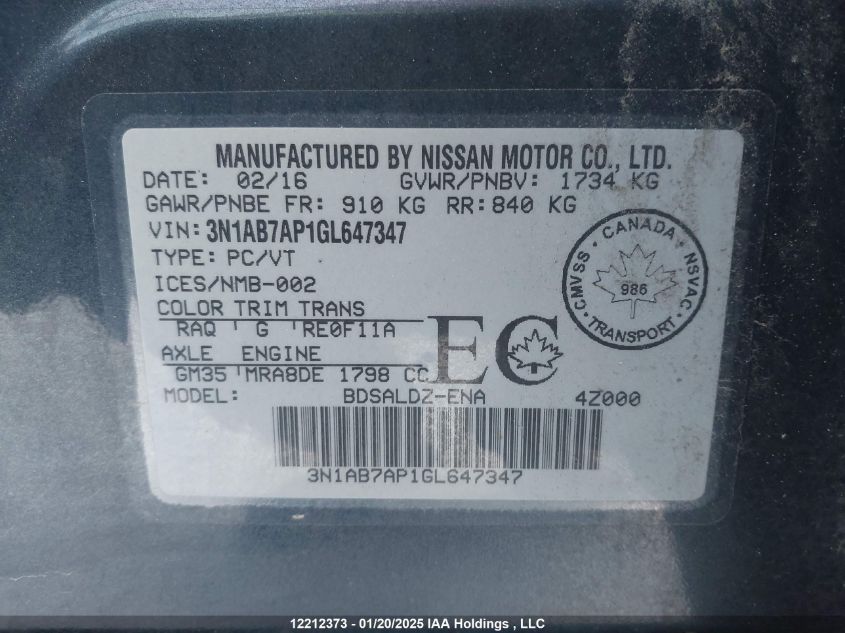 MANUFACTURED BY NISSAN MOTOR CO., LTD.
DATE: 02/16 GVWR/PNBV: 1734 KG
GAWR/PNBE FR: 910 KG RR: 840 KG
VIN: 3N1AB7AP1GL647347
TYPE: PC/VT
ICES/NMB-002
COLOR TRIM TRANS
RAQ G RE0F11A
AXLE ENGINE
GM35 MRA8DE 1798 CC
MODEL: BDSALDZ-ENA 4Z000
3N1AB7AP1GL647347
EC
CMVSS · CANADA · NSVAC · TRANSPORT ·
986
12212373 - 01/20/2025 IAA Holdings , LLC